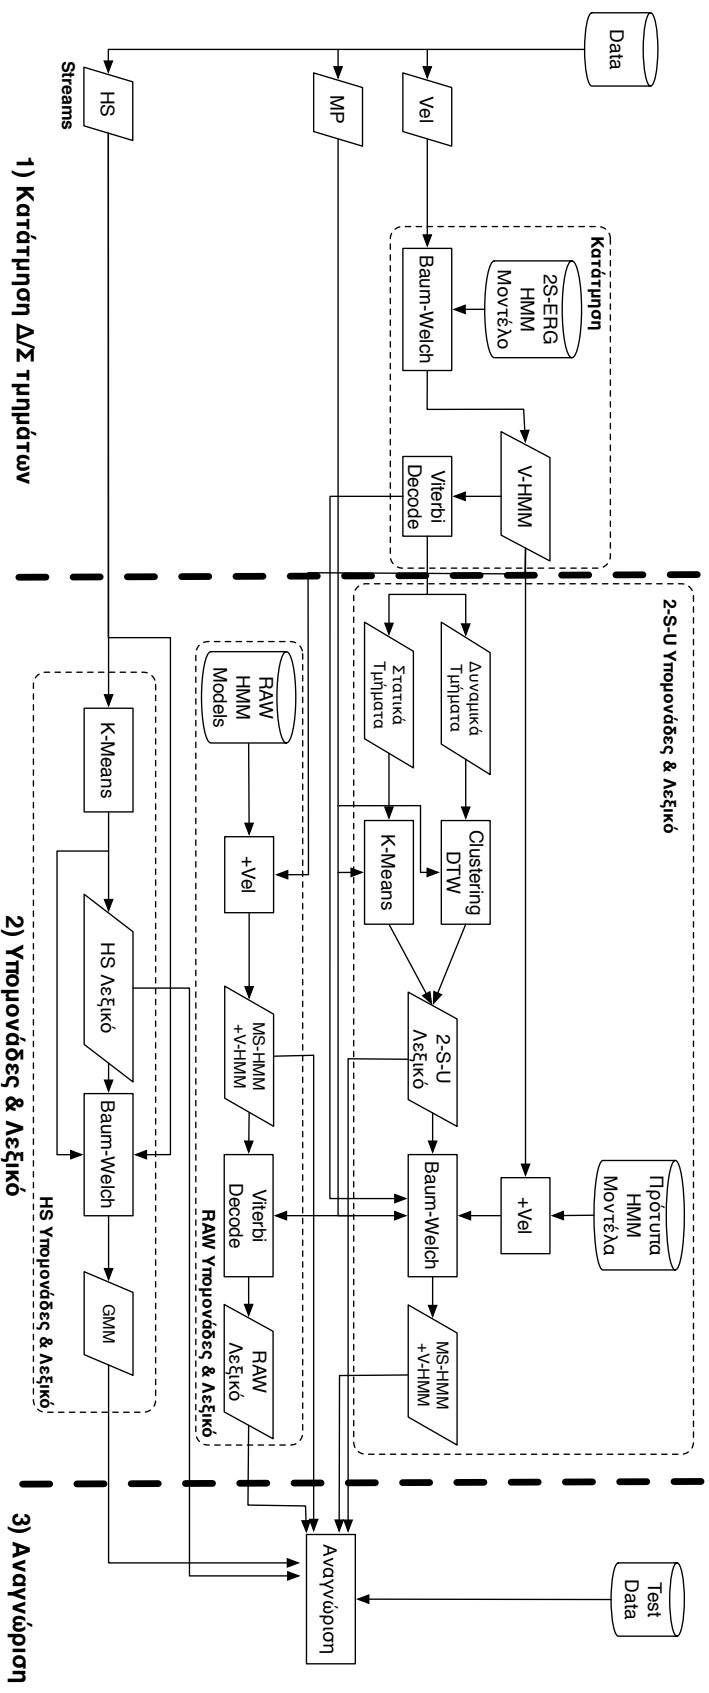 Data
Vel
MP
HS
Streams
1) Κατάτμηση Δ/Σ τμημάτων
Κατάτμηση
2S-ERG
HMM
Μοντέλο
Baum-Welch
V-HMM
Viterbi
Decode
2-S-U Υπομονάδες & Λεξικό
Δυναμικά
Τμήματα
Στατικά
Τμήματα
Clustering
DTW
K-Means
2-S-U
Λεξικό
Πρότυπα
HMM
Μοντέλα
+Vel
Baum-Welch
MS-HMM
+V-HMM
RAW
HMM
Models
+Vel
MS-HMM
+V-HMM
Viterbi
Decode
RAW
Λεξικό
RAW Υπομονάδες & Λεξικό
K-Means
HS Λεξικό
Baum-Welch
GMM
HS Υπομονάδες & Λεξικό
2) Υπομονάδες & Λεξικό
Test
Data
Αναγνώριση
3) Αναγνώριση